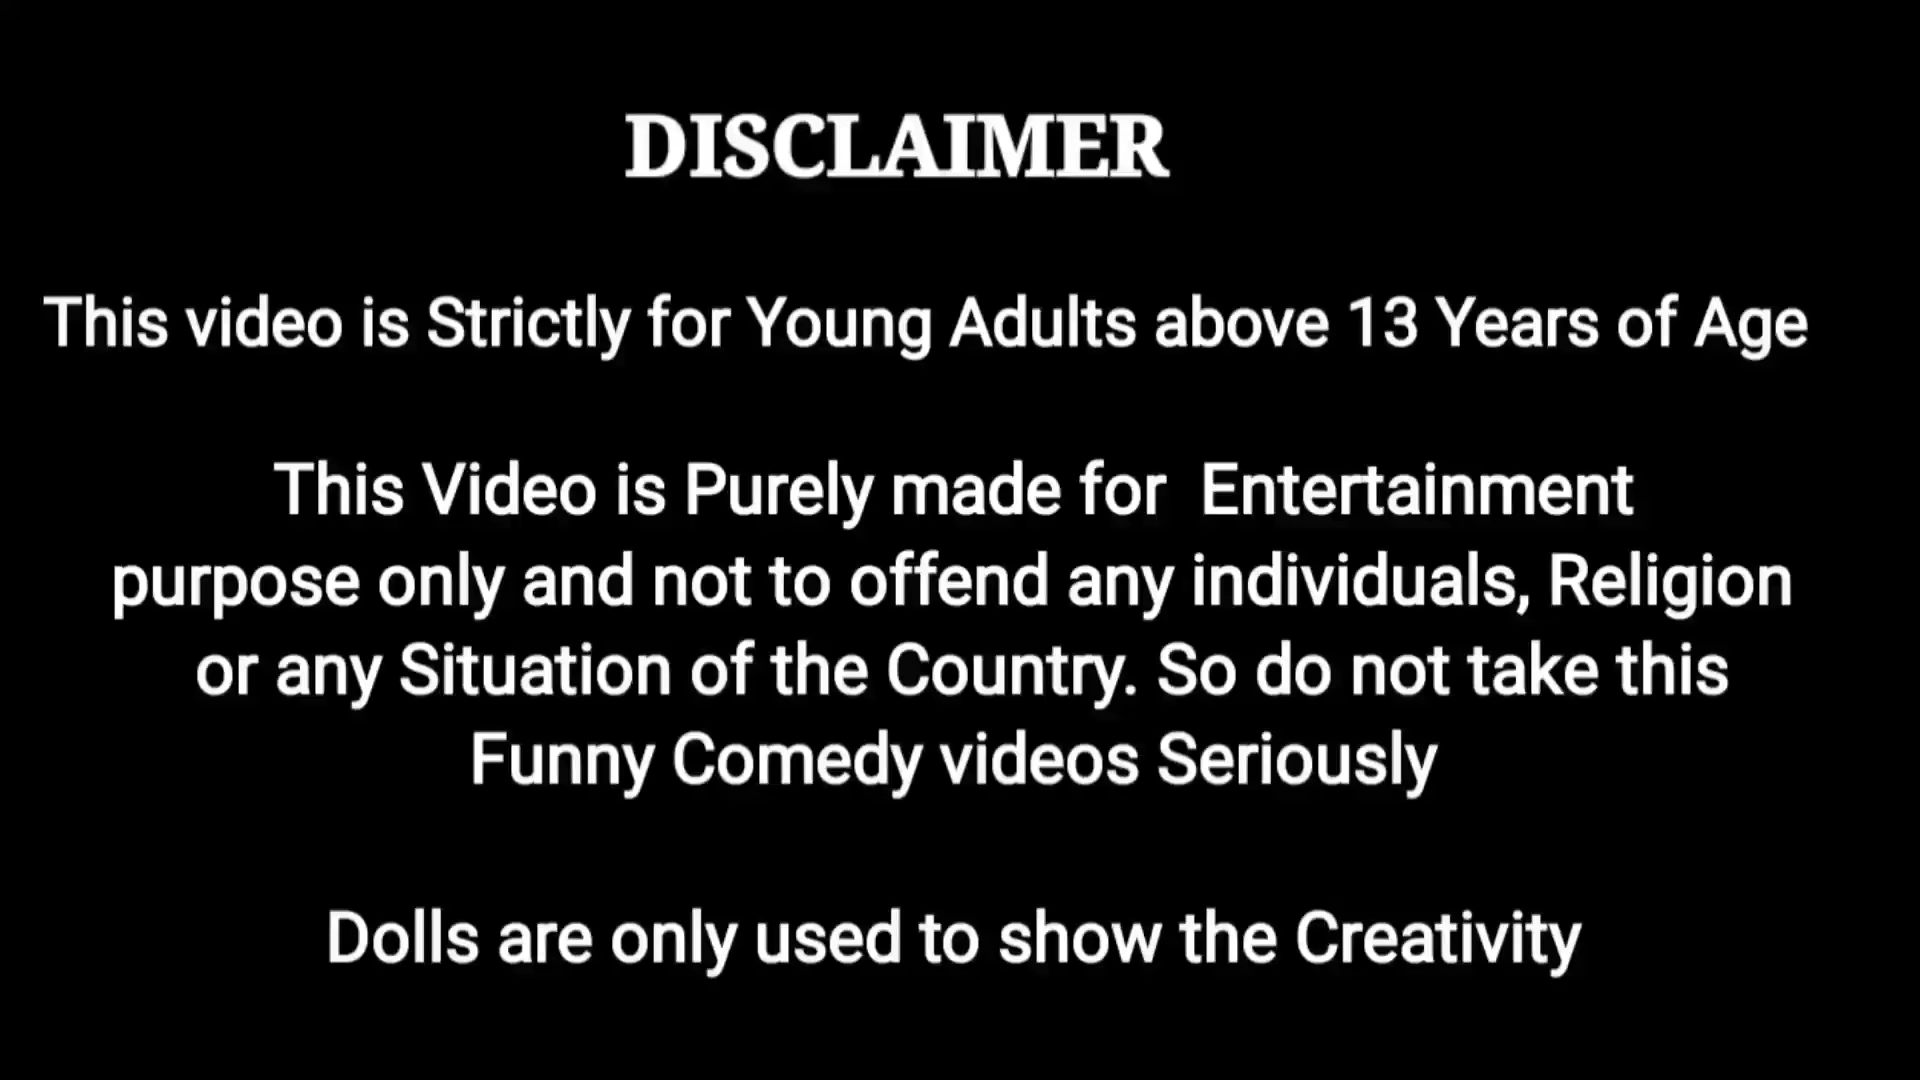 DISCLAIMER
This video is Strictly for Young Adults above 13 Years of Age
This Video is Purely made for  Entertainment
purpose only and not to offend any individuals, Religion
or any Situation of the Country. So do not take this
Funny Comedy videos Seriously
Dolls are only used to show the Creativity